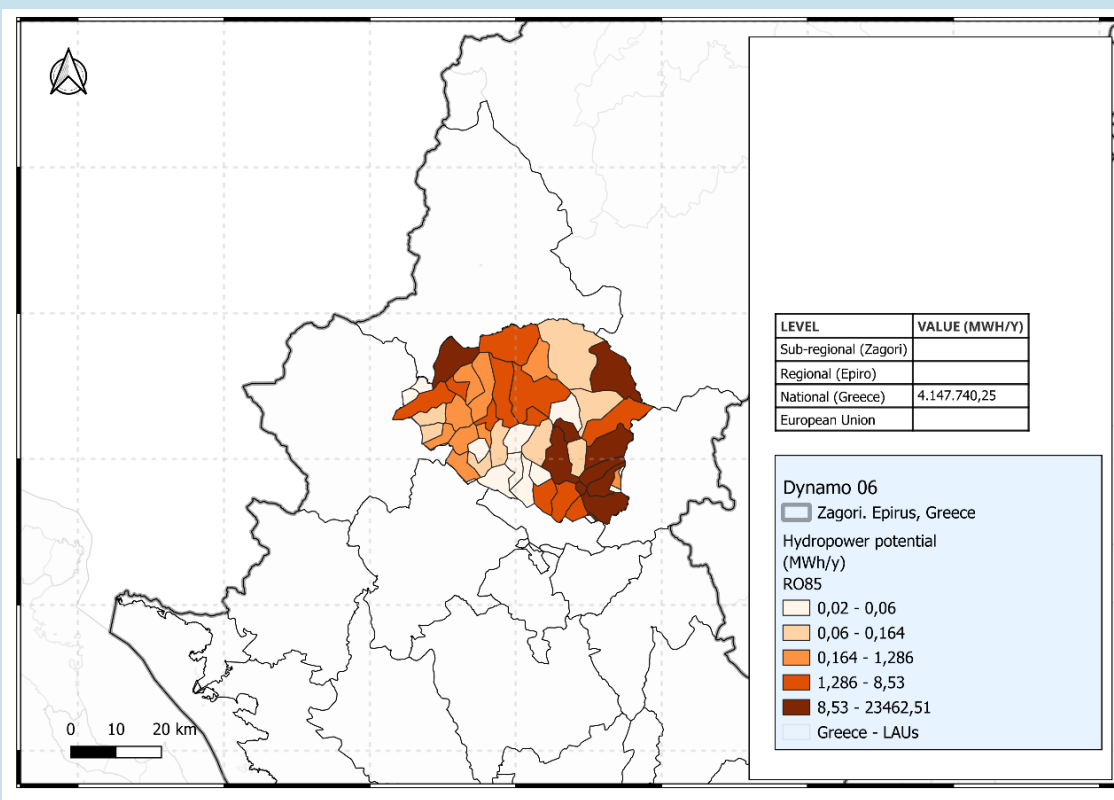 LEVEL VALUE (MWH/Y)
Sub-regional (Zagori)
Regional (Epiro)
National (Greece) 4.147.740,25
European Union
Dynamo 06
Zagori. Epirus, Greece
Hydropower potential
(MWh/y)
RO85
0,02 - 0,06
0,06 - 0,164
0,164 - 1,286
1,286 - 8,53
8,53 - 23462,51
Greece - LAUs
0 10 20 km